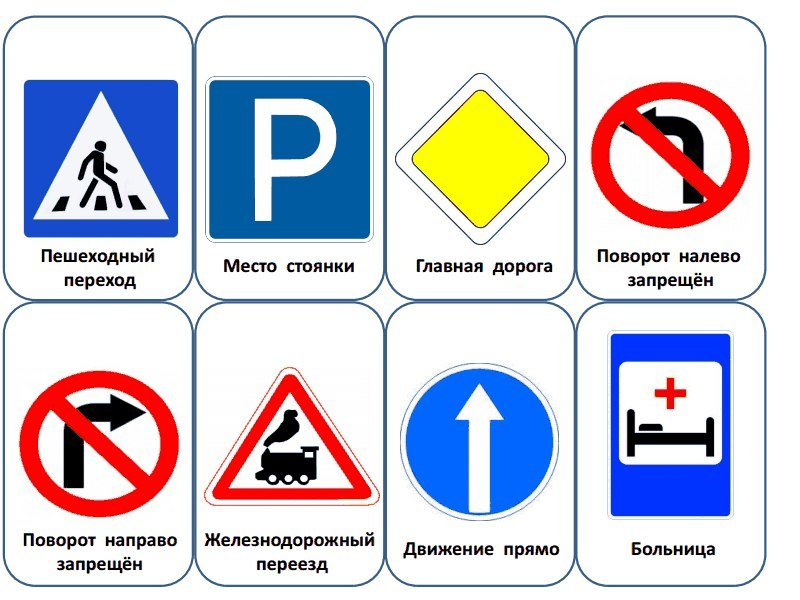 P
Пешеходный
переход
Место стоянки
Главная дорога
Поворот налево
запрещён
Поворот направо
запрещён
Железнодорожный
переезд
Движение прямо
Больница